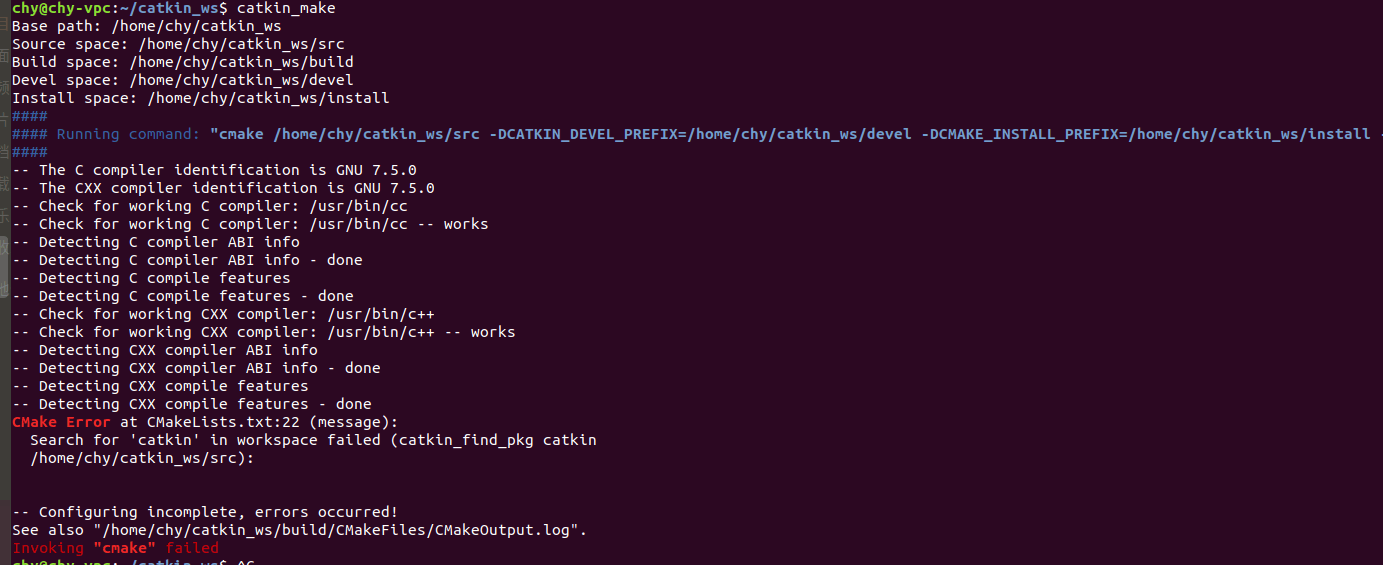 chy@chy-vpc:~/catkin_ws$ catkin_make
Base path: /home/chy/catkin_ws
Source space: /home/chy/catkin_ws/src
Build space: /home/chy/catkin_ws/build
Devel space: /home/chy/catkin_ws/devel
Install space: /home/chy/catkin_ws/install
####
#### Running command: "cmake /home/chy/catkin_ws/src -DCATKIN_DEVEL_PREFIX=/home/chy/catkin_ws/devel -DCMAKE_INSTALL_PREFIX=/home/chy/catkin_ws/install -
####
-- The C compiler identification is GNU 7.5.0
-- The CXX compiler identification is GNU 7.5.0
-- Check for working C compiler: /usr/bin/cc
-- Check for working C compiler: /usr/bin/cc -- works
-- Detecting C compiler ABI info
-- Detecting C compiler ABI info - done
-- Detecting C compile features
-- Detecting C compile features - done
-- Check for working CXX compiler: /usr/bin/c++
-- Check for working CXX compiler: /usr/bin/c++ -- works
-- Detecting CXX compiler ABI info
-- Detecting CXX compiler ABI info - done
-- Detecting CXX compile features
-- Detecting CXX compile features - done
CMake Error at CMakeLists.txt:22 (message):
  Search for 'catkin' in workspace failed (catkin_find_pkg catkin
  /home/chy/catkin_ws/src):
-- Configuring incomplete, errors occurred!
See also "/home/chy/catkin_ws/build/CMakeFiles/CMakeOutput.log".
Invoking "cmake" failed
chy@chy-vpc:~/catkin_ws$ ^C